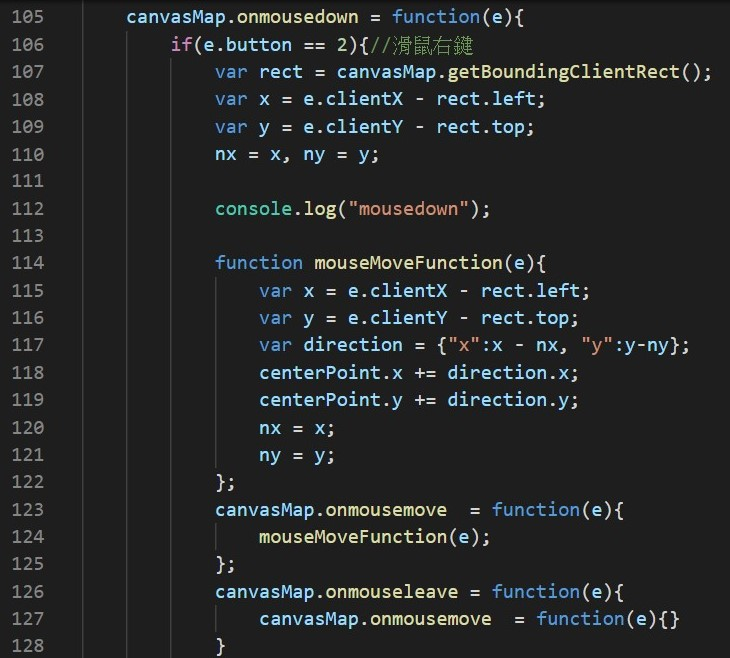 105 canvasMap.onmousedown = function(e){
106 if(e.button == 2){//滑鼠右鍵
107 var rect = canvasMap.getBoundingClientRect();
108 var x = e.clientX - rect.left;
109 var y = e.clientY - rect.top;
110 nx = x, ny = y;
111
112 console.log("mousedown");
113
114 function mouseMoveFunction(e){
115 var x = e.clientX - rect.left;
116 var y = e.clientY - rect.top;
117 var direction = {"x":x - nx, "y":y-ny};
118 centerPoint.x += direction.x;
119 centerPoint.y += direction.y;
120 nx = x;
121 ny = y;
122 };
123 canvasMap.onmousemove  = function(e){
124 mouseMoveFunction(e);
125 };
126 canvasMap.onmouseleave = function(e){
127 canvasMap.onmousemove  = function(e){}
128 }